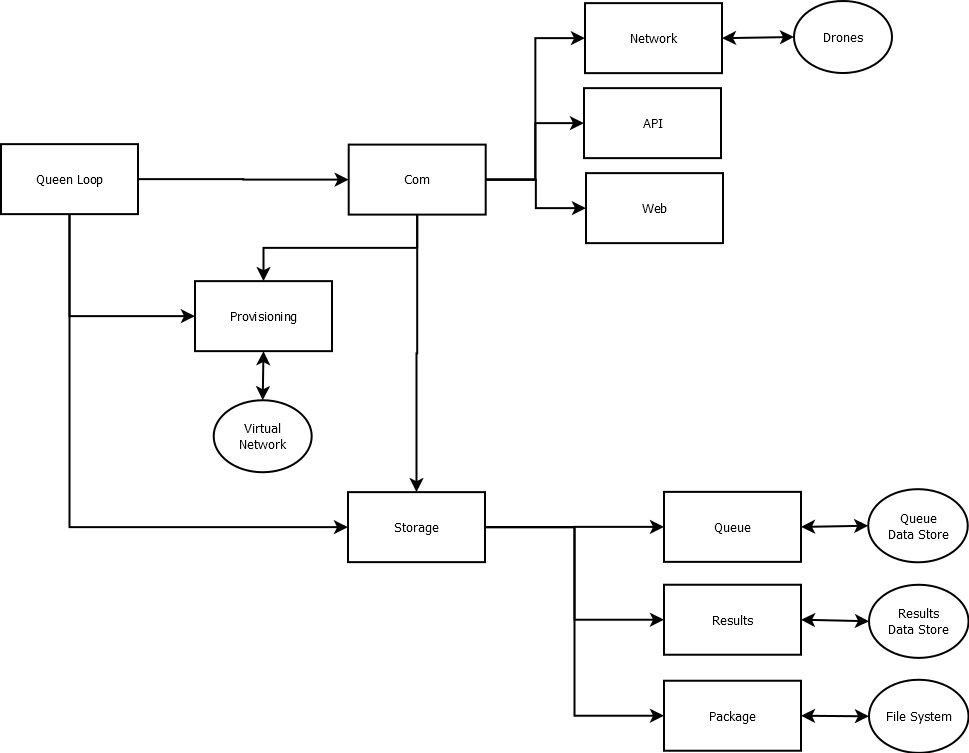 Network
Drones
API
Queen Loop
Com
Web
Provisioning
Virtual
Network
Storage
Queue
Queue
Data Store
Results
Results
Data Store
Package
File System